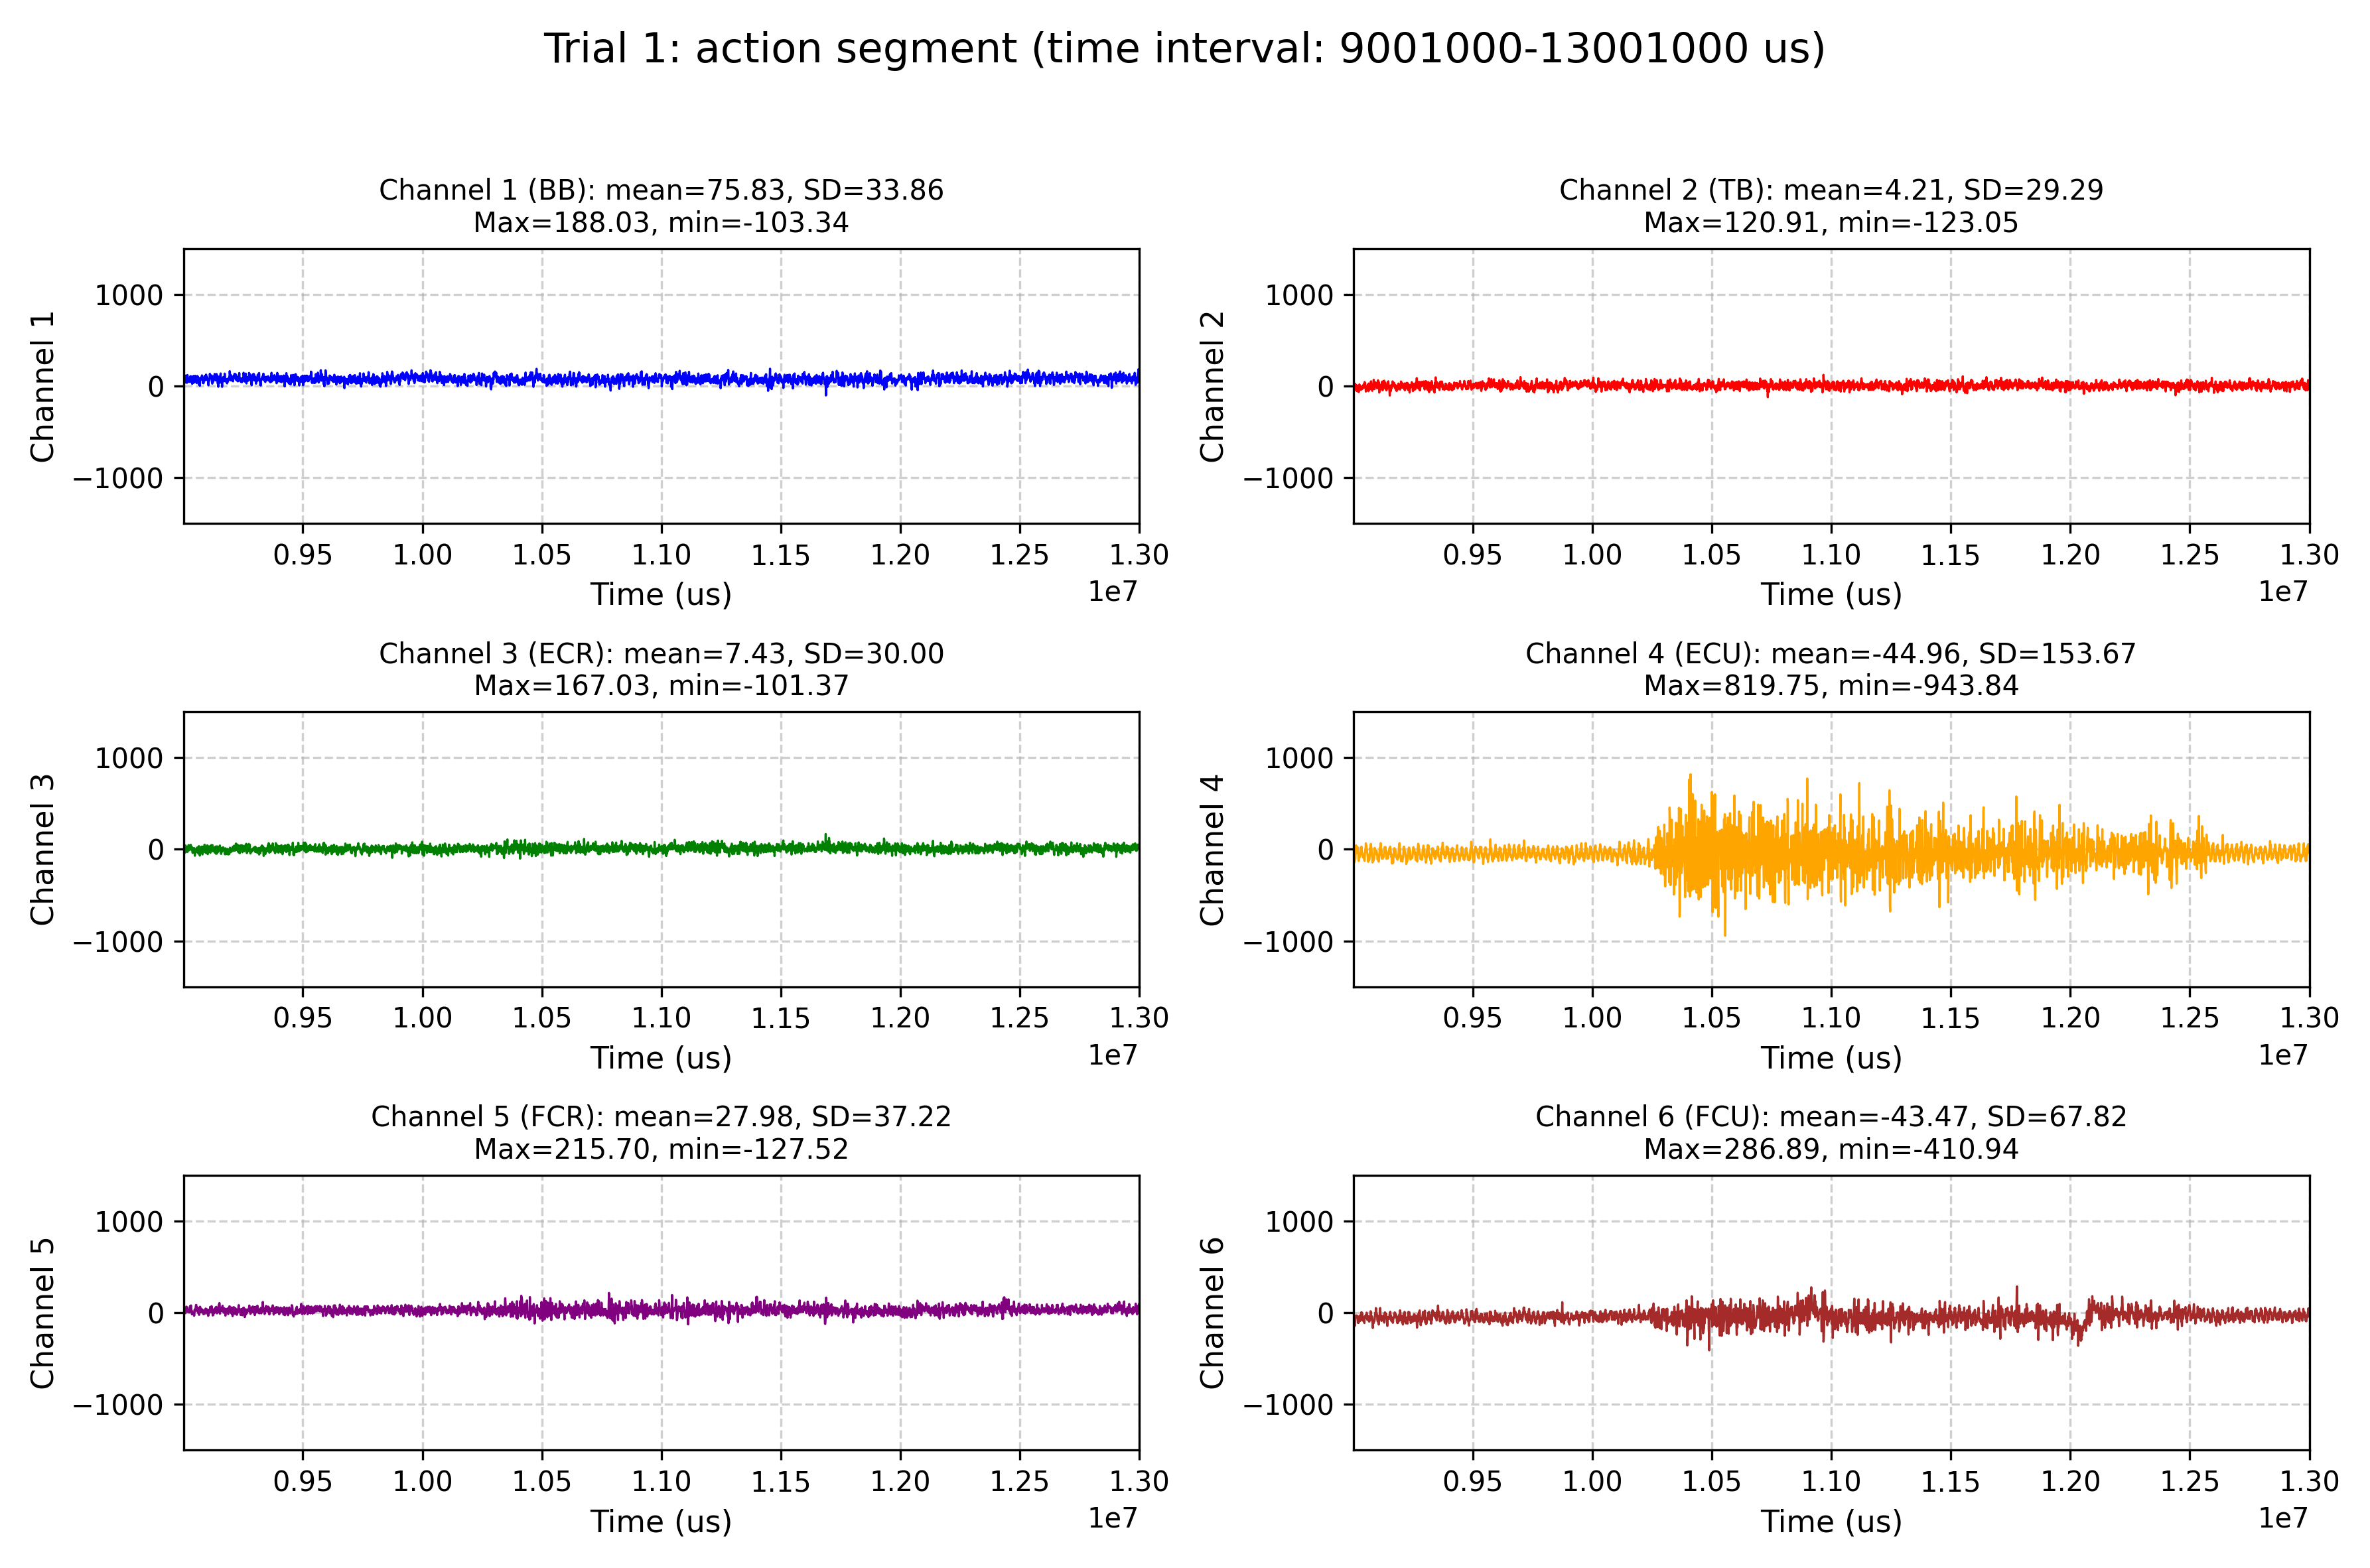 Trial 1: action segment (time interval: 9001000-13001000 us)
Channel 1 (BB): mean=75.83, SD=33.86
Max=188.03, min=-103.34
Channel 1
1000
0
−1000
0.95 1.00 1.05 1.10 1.15 1.20 1.25 1.30
Time (us)
1e7
Channel 2 (TB): mean=4.21, SD=29.29
Max=120.91, min=-123.05
Channel 2
1000
0
−1000
0.95 1.00 1.05 1.10 1.15 1.20 1.25 1.30
Time (us)
1e7
Channel 3 (ECR): mean=7.43, SD=30.00
Max=167.03, min=-101.37
Channel 3
1000
0
−1000
0.95 1.00 1.05 1.10 1.15 1.20 1.25 1.30
Time (us)
1e7
Channel 4 (ECU): mean=-44.96, SD=153.67
Max=819.75, min=-943.84
Channel 4
1000
0
−1000
0.95 1.00 1.05 1.10 1.15 1.20 1.25 1.30
Time (us)
1e7
Channel 5 (FCR): mean=27.98, SD=37.22
Max=215.70, min=-127.52
Channel 5
1000
0
−1000
0.95 1.00 1.05 1.10 1.15 1.20 1.25 1.30
Time (us)
1e7
Channel 6 (FCU): mean=-43.47, SD=67.82
Max=286.89, min=-410.94
Channel 6
1000
0
−1000
0.95 1.00 1.05 1.10 1.15 1.20 1.25 1.30
Time (us)
1e7